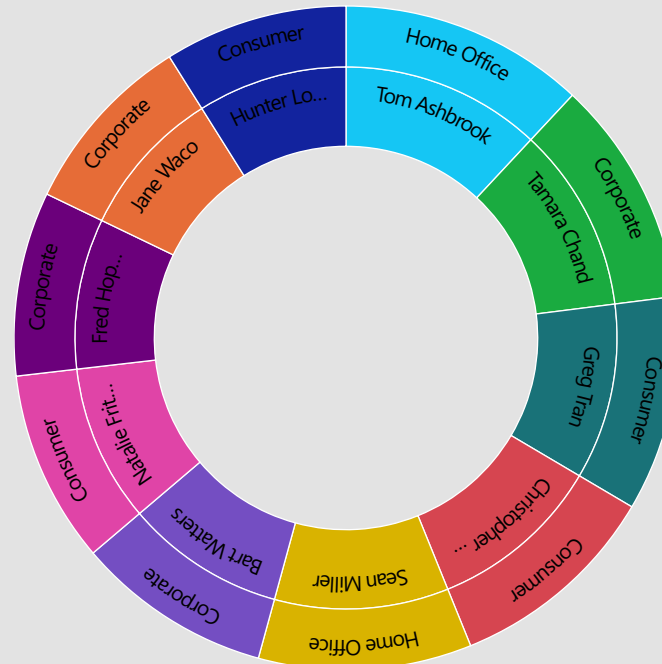 Home Office
Tom Ashbrook
Corporate
Tamara Chand
Consumer
Greg Tran
Consumer
Christopher ...
Home Office
Sean Miller
Corporate
Bart Watters
Consumer
Natalie Frit...
Corporate
Fred Hop...
Corporate
Jane Waco
Consumer
Hunter Lo...